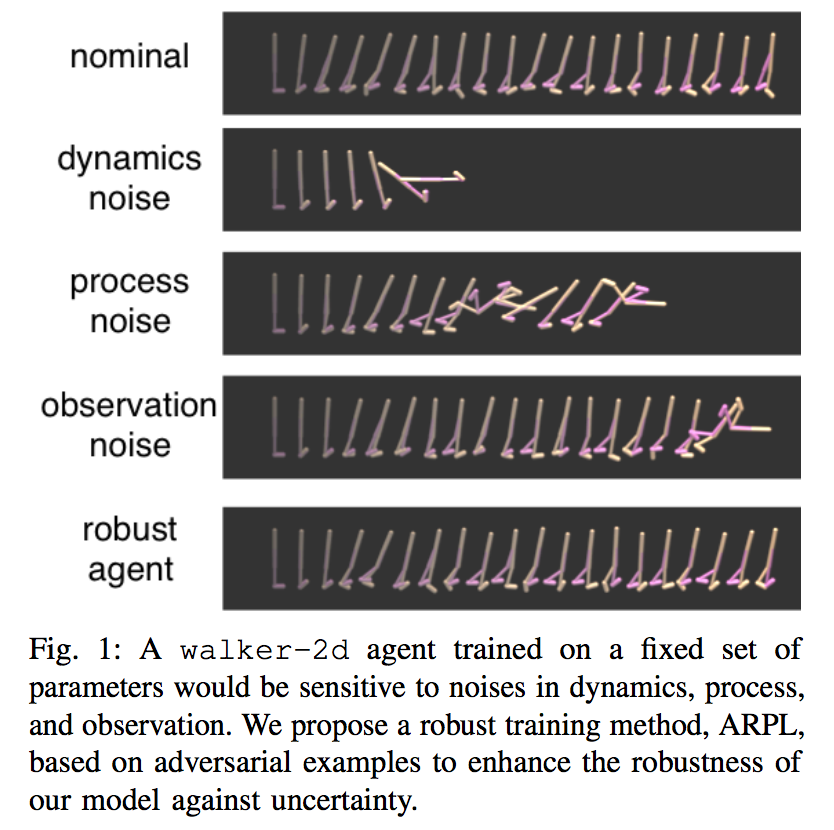 nominal
dynamics
noise
process
noise
observation
noise
robust
agent
Fig. 1: A walker-2d agent trained on a fixed set of
parameters would be sensitive to noises in dynamics, process,
and observation. We propose a robust training method, ARPL,
based on adversarial examples to enhance the robustness of
our model against uncertainty.